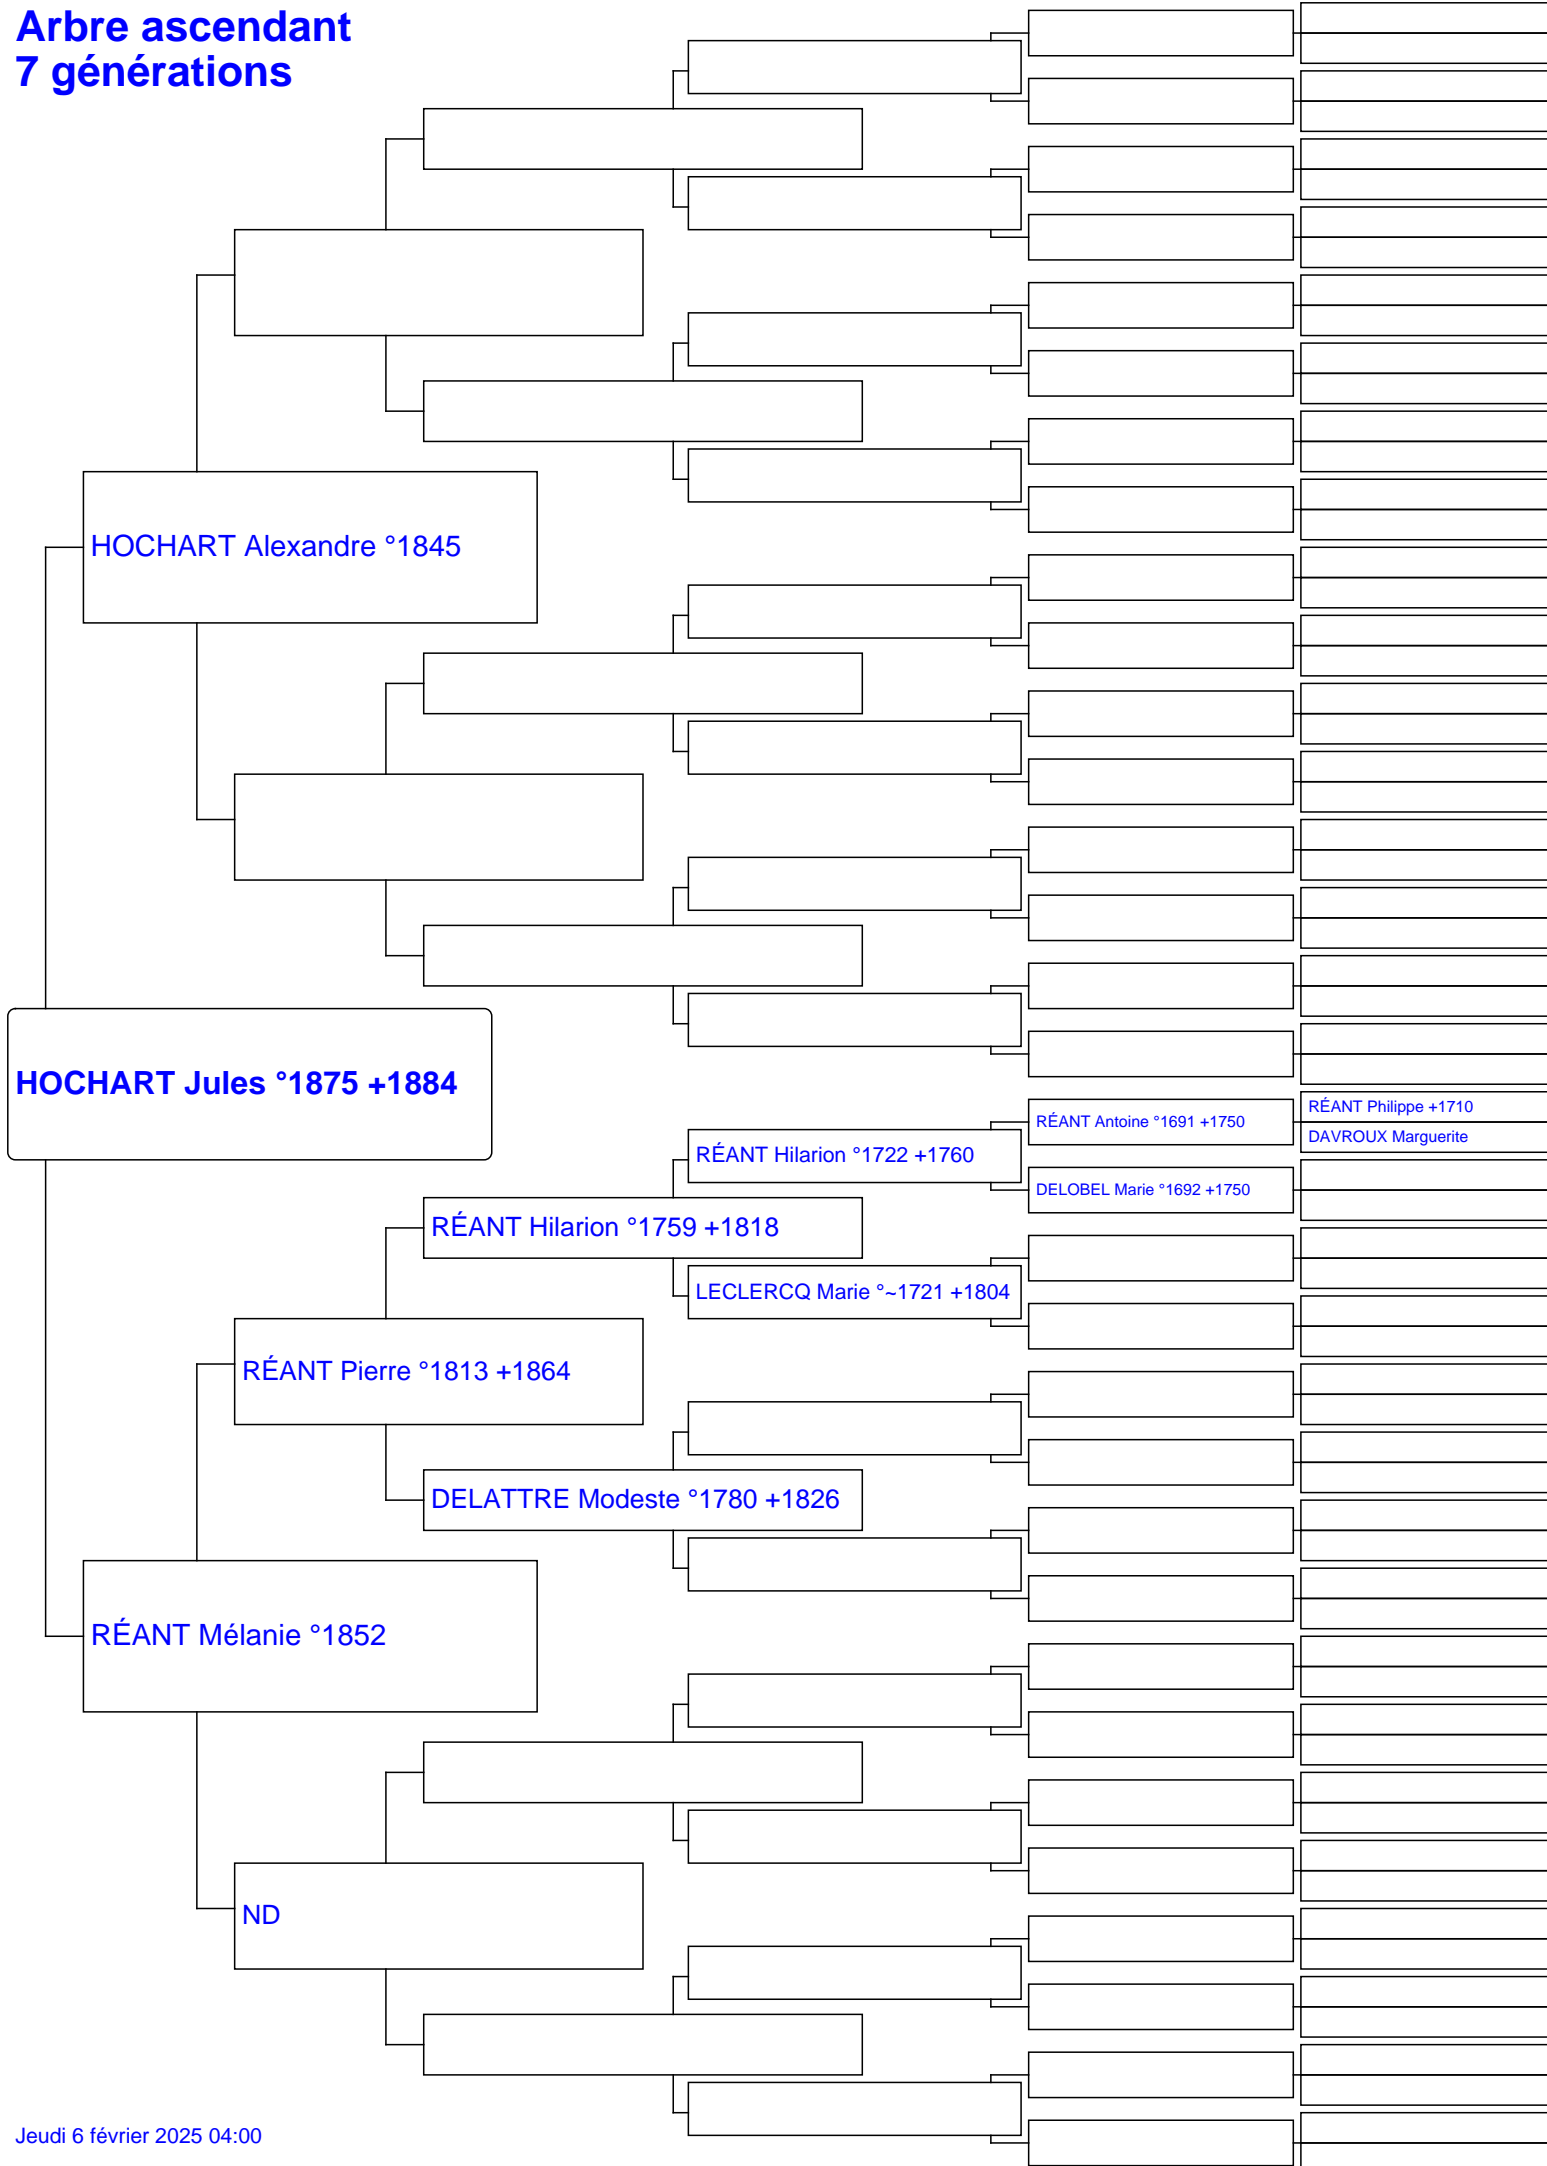 Arbre ascendant
7 générations
HOCHART Alexandre °1845
HOCHART Jules °1875 +1884
RÉANT Philippe +1710
RÉANT Antoine °1691 +1750
DAVROUX Marguerite
RÉANT Hilarion °1722 +1760
DELOBEL Marie °1692 +1750
RÉANT Hilarion °1759 +1818
LECLERCQ Marie °~1721 +1804
RÉANT Pierre °1813 +1864
DELATTRE Modeste °1780 +1826
RÉANT Mélanie °1852
ND
Jeudi 6 février 2025 04:00